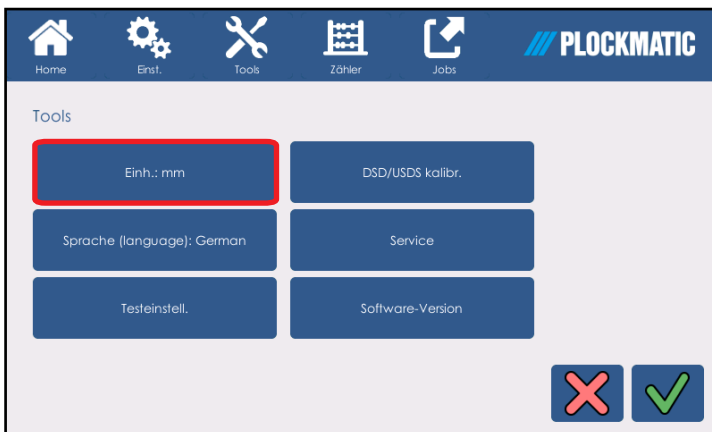 Home
Einst.
Tools
Zähler
Jobs
PLOCKMATIC
Tools
Einh.: mm
DSD/USDS kalibr.
Sprache (language): German
Service
Testeinstell.
Software-Version